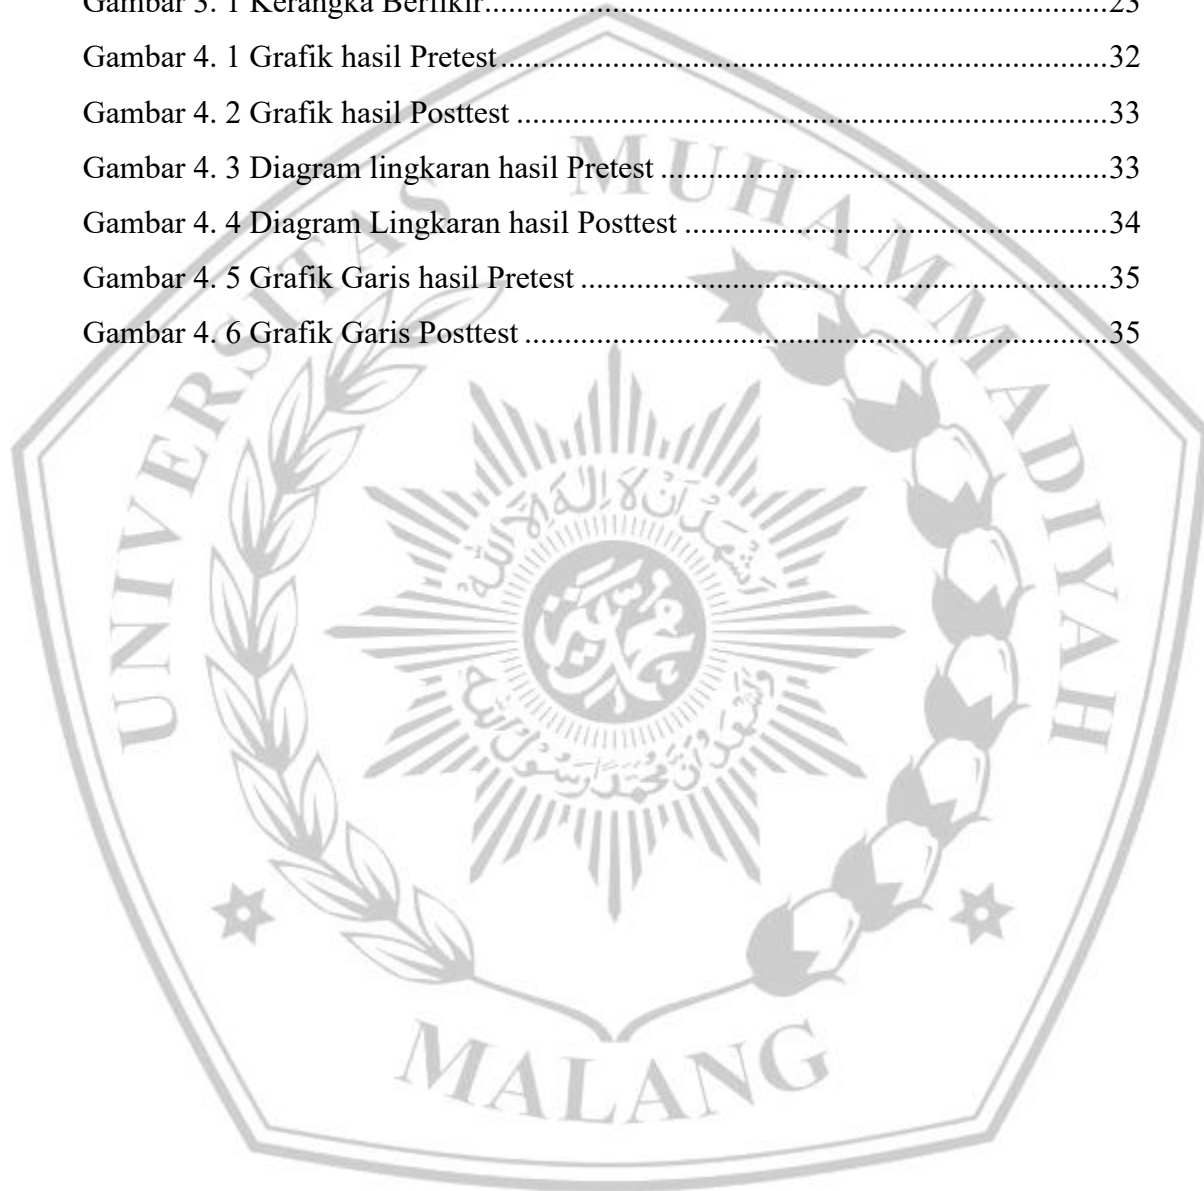 Gambar 3. 1 Kerangka Berfikir..............................................................................23
Gambar 4. 1 Grafik hasil Pretest............................................................................32
Gambar 4. 2 Grafik hasil Posttest ..........................................................................33
Gambar 4. 3 Diagram lingkaran hasil Pretest ........................................................33
Gambar 4. 4 Diagram Lingkaran hasil Posttest .....................................................34
Gambar 4. 5 Grafik Garis hasil Pretest ..................................................................35
Gambar 4. 6 Grafik Garis Posttest .........................................................................35
UNIVERSITAS MUHAMMADIYAH
MALANG